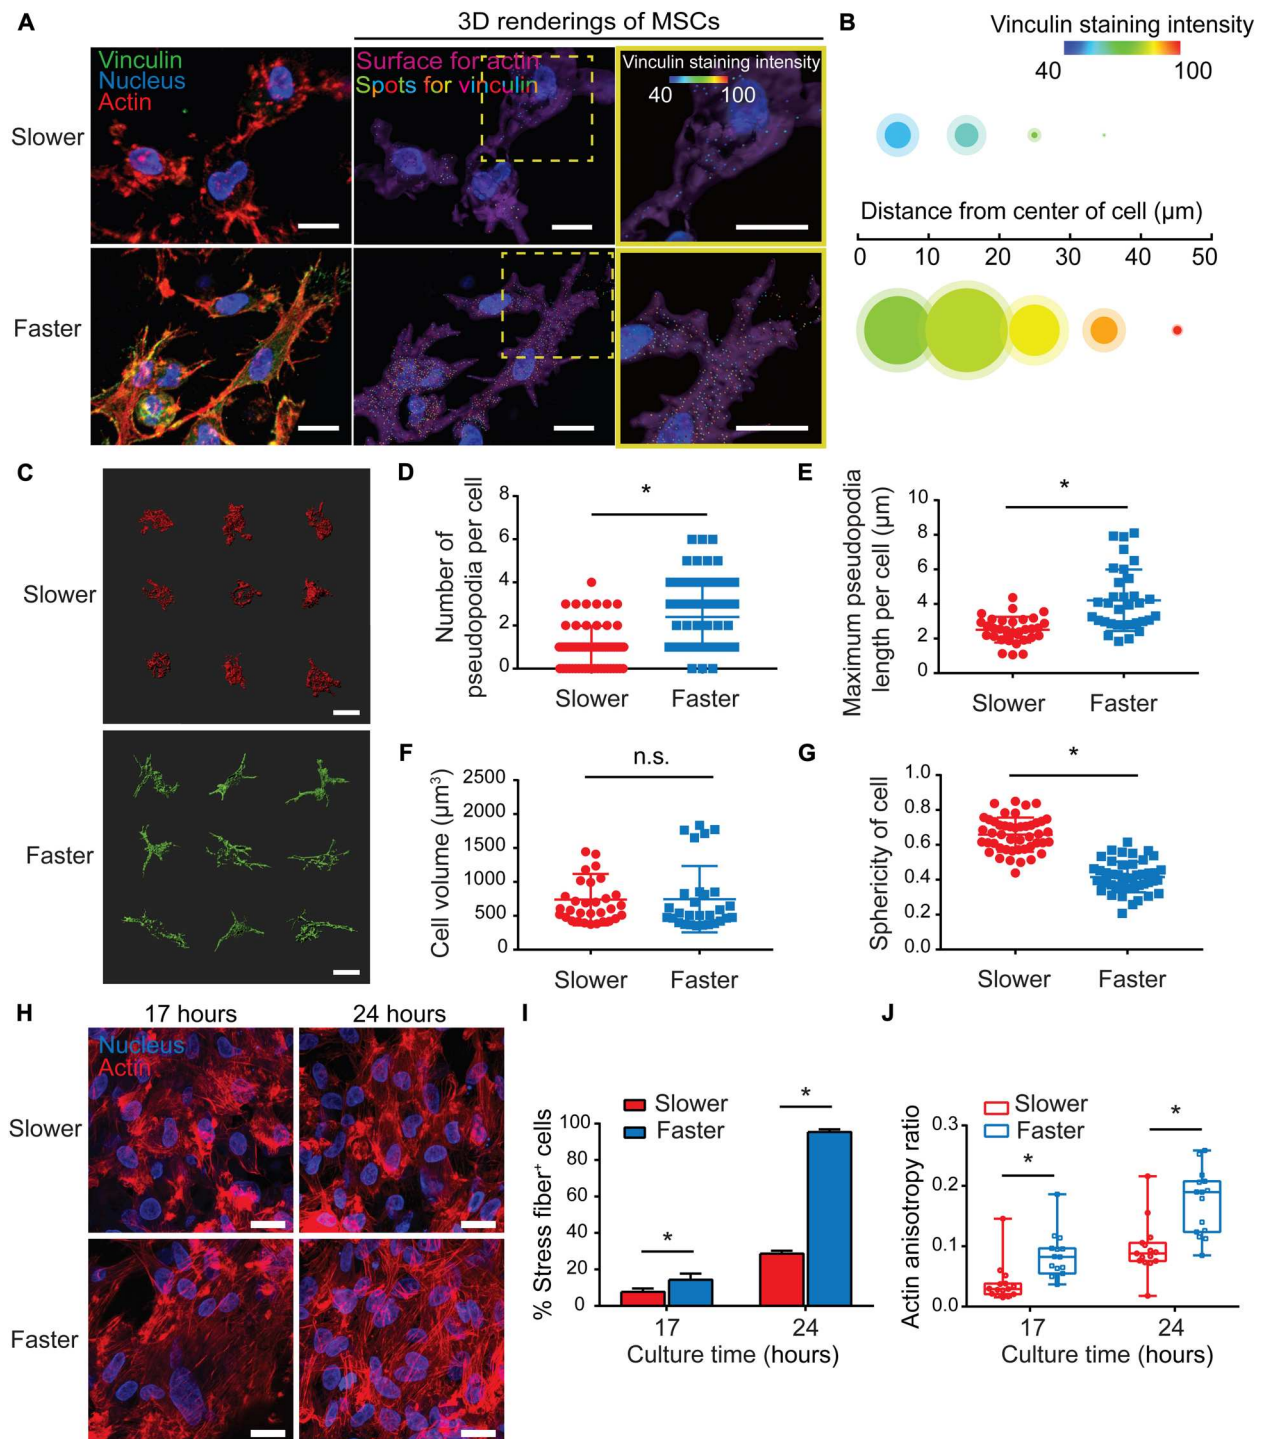 A
3D renderings of MSCs
Vinculin
Nucleus
Actin
Surface for actin
Spots for vinculin
Vinculin staining intensity
40 100
Slower
Faster
B
Vinculin staining intensity
40 100
Distance from center of cell (µm)
0 10 20 30 40 50
C
Slower
Faster
D
Number of
pseudopodia per cell
8
6
4
2
0
*
Slower Faster
E
Maximum pseudopodia
length per cell (µm)
10
8
6
4
2
0
*
Slower Faster
F
Cell volume (µm³)
2500
2000
1500
1000
500
0
n.s.
Slower Faster
G
Sphericity of cell
1.0
0.8
0.6
0.4
0.2
0.0
*
Slower Faster
H
17 hours 24 hours
Nucleus
Actin
Slower
Faster
I
Slower
Faster
% Stress fiber⁺ cells
100
80
60
40
20
0
*
*
17 24
Culture time (hours)
J
Slower
Faster
Actin anisotropy ratio
0.3
0.2
0.1
0.0
*
*
17 24
Culture time (hours)